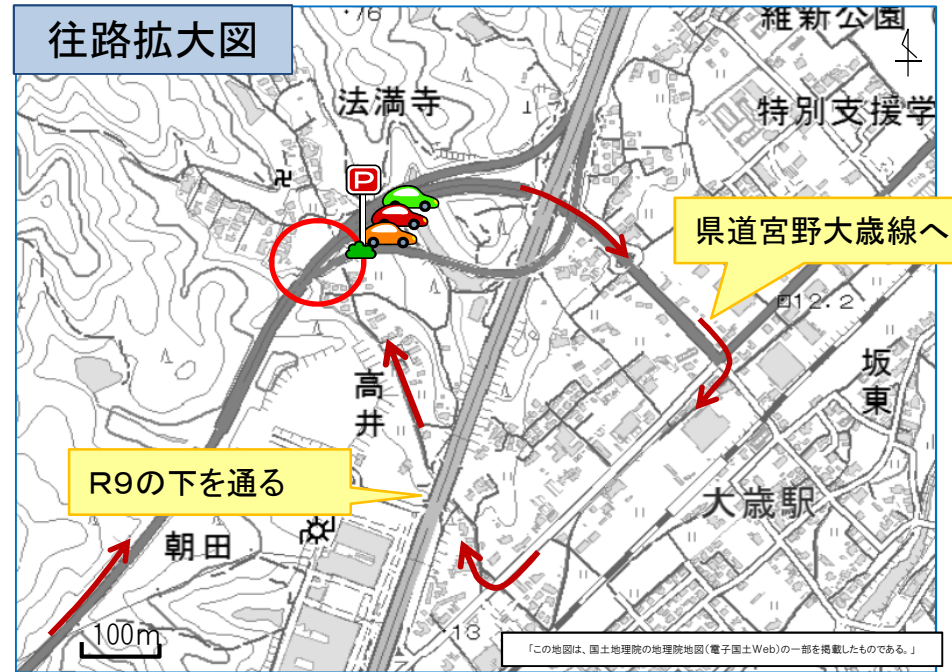 往路拡大図
・76
維新公園
法満寺
特別支援学
P
県道宮野大歳線へ
12.2
高井
坂東
R9の下を通る
大歳駅
朝田
100m
・13
「この地図は、国土地理院の地理院地図(電子国土Web)の一部を掲載したものである。」